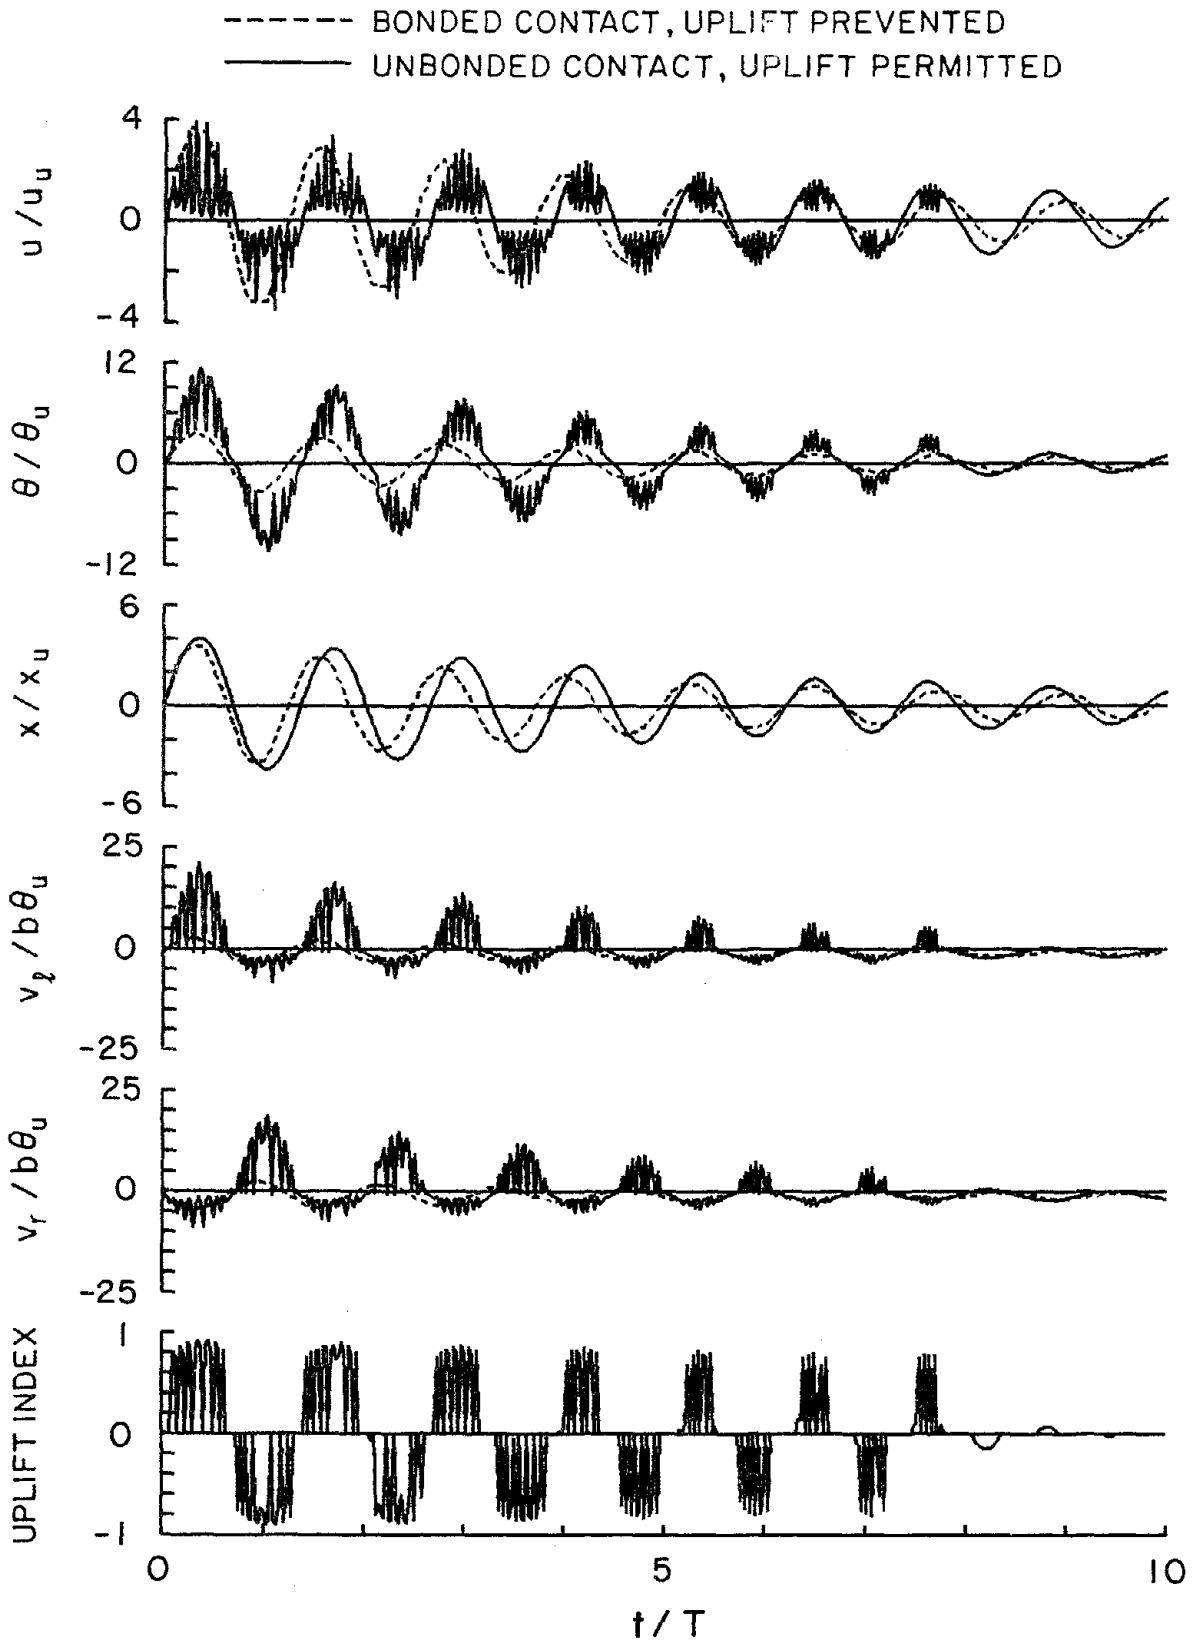 BONDED CONTACT, UPLIFT PREVENTED
UNBONDED CONTACT, UPLIFT PERMITTED
4
0
-4
u/u_u
12
0
-12
θ/θ_u
6
0
-6
x/x_u
25
0
-25
v_ℓ/bθ_u
25
0
-25
v_r/bθ_u
1
0
-1
UPLIFT INDEX
0
5
10
t/T